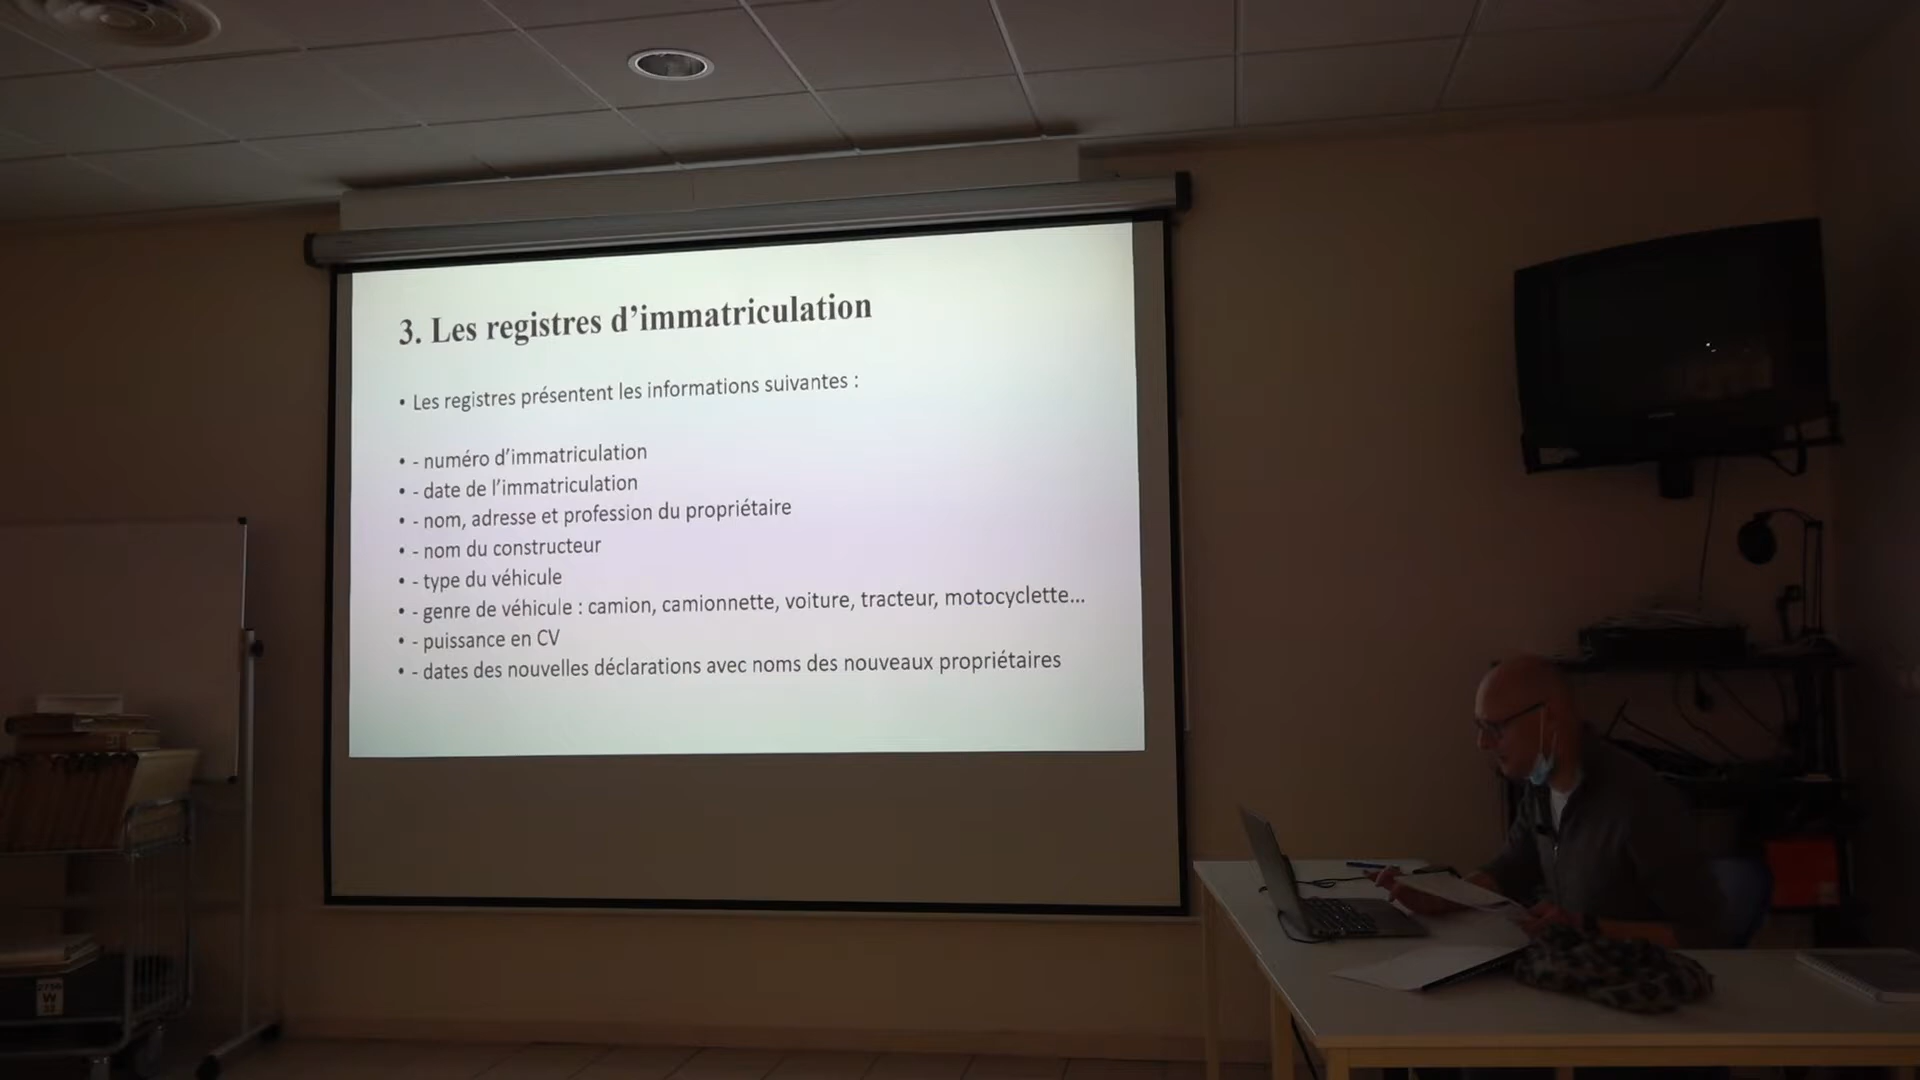 3. Les registres d’immatriculation
• Les registres présentent les informations suivantes :
• - numéro d’immatriculation
• - date de l’immatriculation
• - nom, adresse et profession du propriétaire
• - nom du constructeur
• - type du véhicule
• - genre de véhicule : camion, camionnette, voiture, tracteur, motocyclette...
• - puissance en CV
• - dates des nouvelles déclarations avec noms des nouveaux propriétaires
W